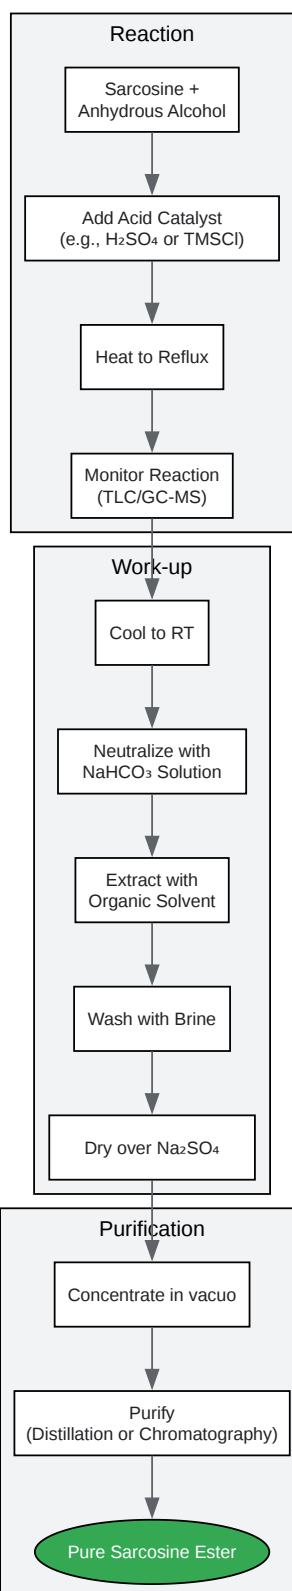 Reaction
Sarcosine +
Anhydrous Alcohol
Add Acid Catalyst
(e.g., H₂SO₄ or TMSCl)
Heat to Reflux
Monitor Reaction
(TLC/GC-MS)
Work-up
Cool to RT
Neutralize with
NaHCO₃ Solution
Extract with
Organic Solvent
Wash with Brine
Dry over Na₂SO₄
Purification
Concentrate in vacuo
Purify
(Distillation or Chromatography)
Pure Sarcosine Ester